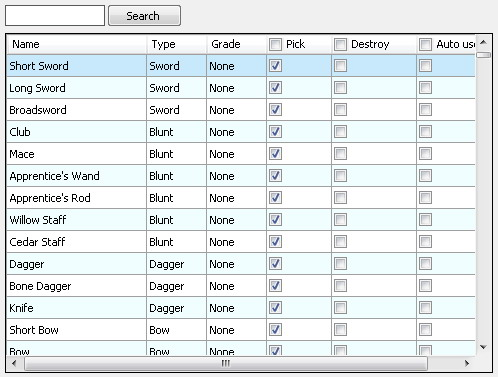 Search
Name Type Grade Pick Destroy Auto use
Short Sword Sword None
Long Sword Sword None
Broadsword Sword None
Club Blunt None
Mace Blunt None
Apprentice's Wand Blunt None
Apprentice's Rod Blunt None
Willow Staff Blunt None
Cedar Staff Blunt None
Dagger Dagger None
Bone Dagger Dagger None
Knife Dagger None
Short Bow Bow None
Bow Bow None